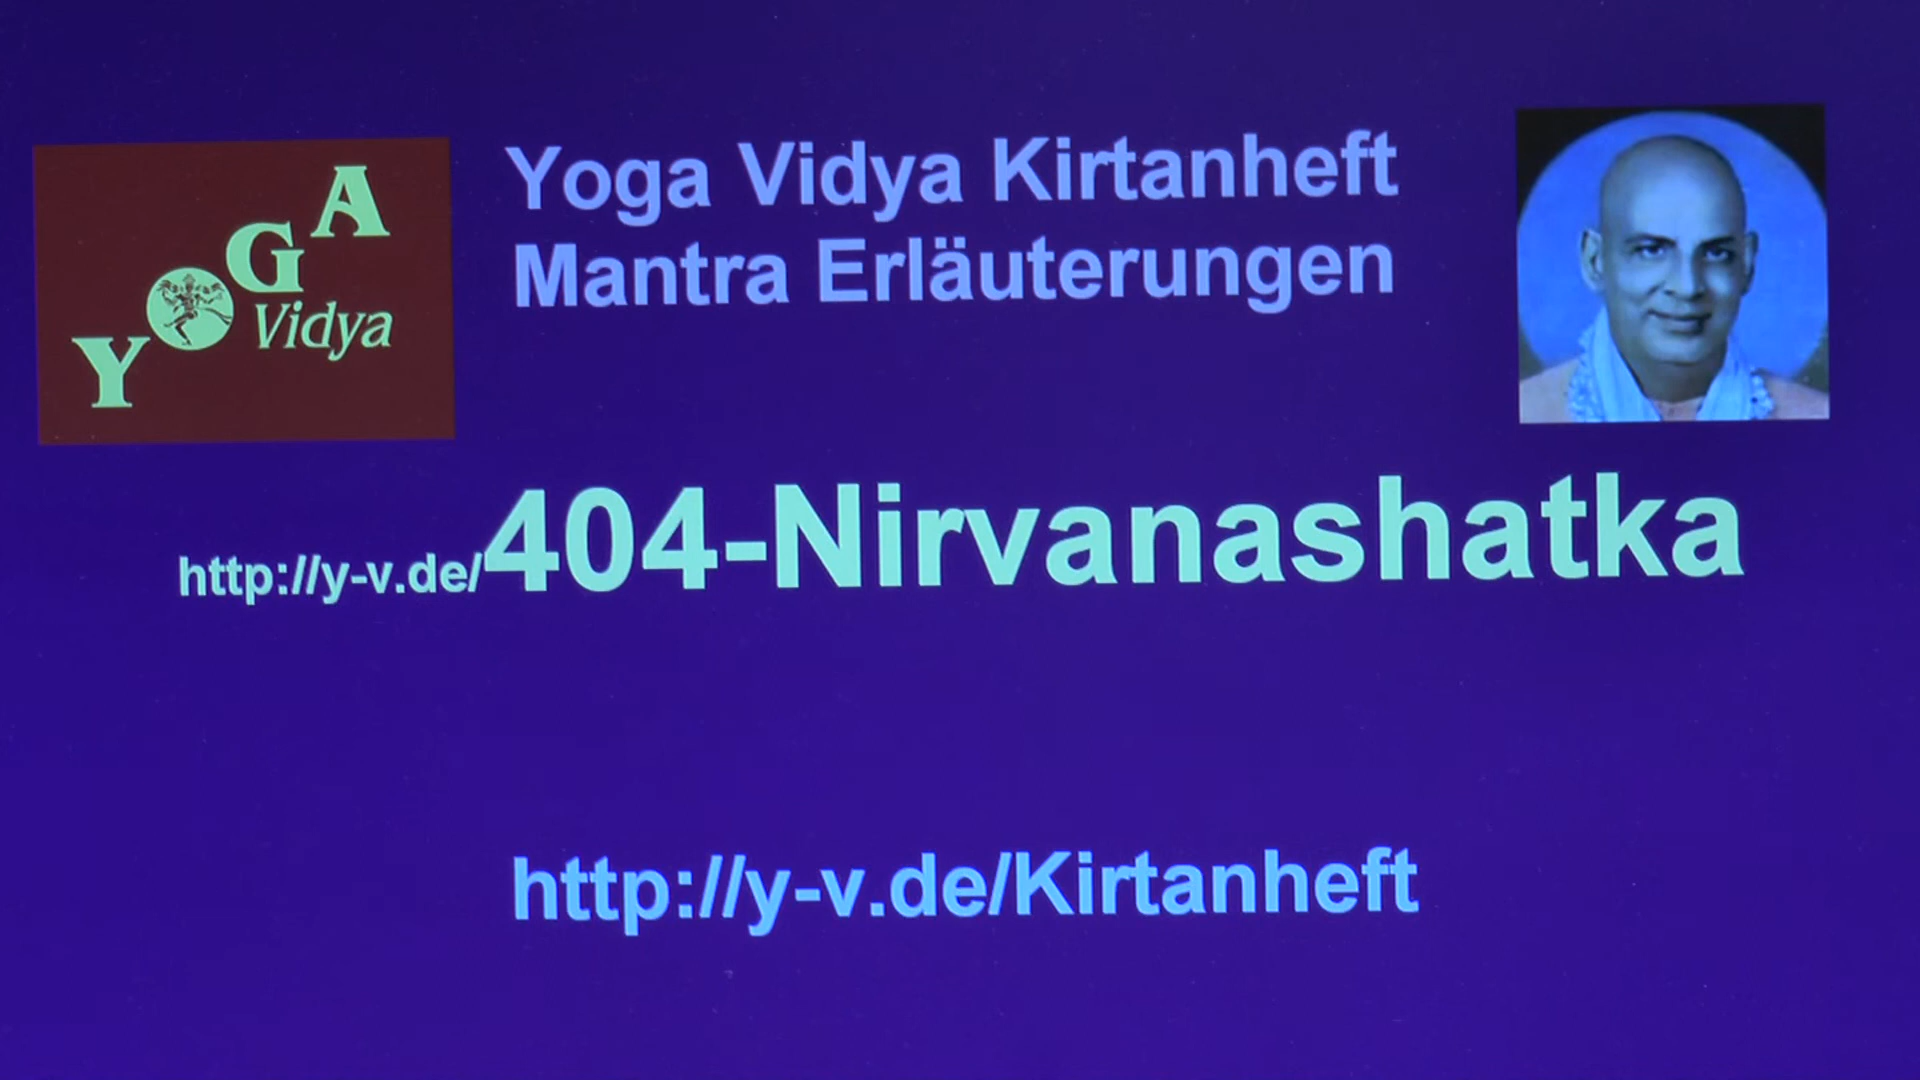 YOGA
Vidya
Yoga Vidya Kirtanheft
Mantra Erläuterungen
http://y-v.de/404-Nirvanashatka
http://y-v.de/Kirtanheft